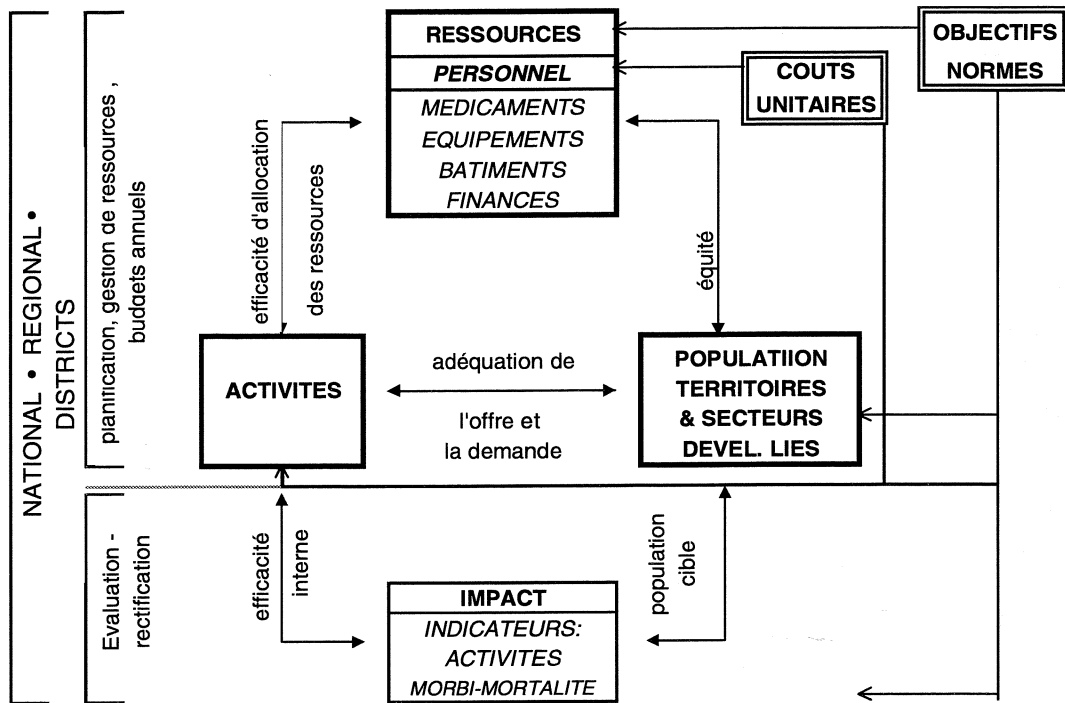 RESSOURCES
PERSONNEL
MEDICAMENTS
EQUIPEMENTS
BATIMENTS
FINANCES
OBJECTIFS
NORMES
COUTS
UNITAIRES
NATIONAL • REGIONAL •
DISTRICTS
planification, gestion de ressources ,
budgets annuels
efficacité d'allocation
des ressources
équité
ACTIVITES
adéquation de
l'offre et
la demande
POPULATIION
TERRITOIRES
& SECTEURS
DEVEL. LIES
Evaluation -
rectification
efficacité
interne
population
cible
IMPACT
INDICATEURS:
ACTIVITES
MORBI-MORTALITE